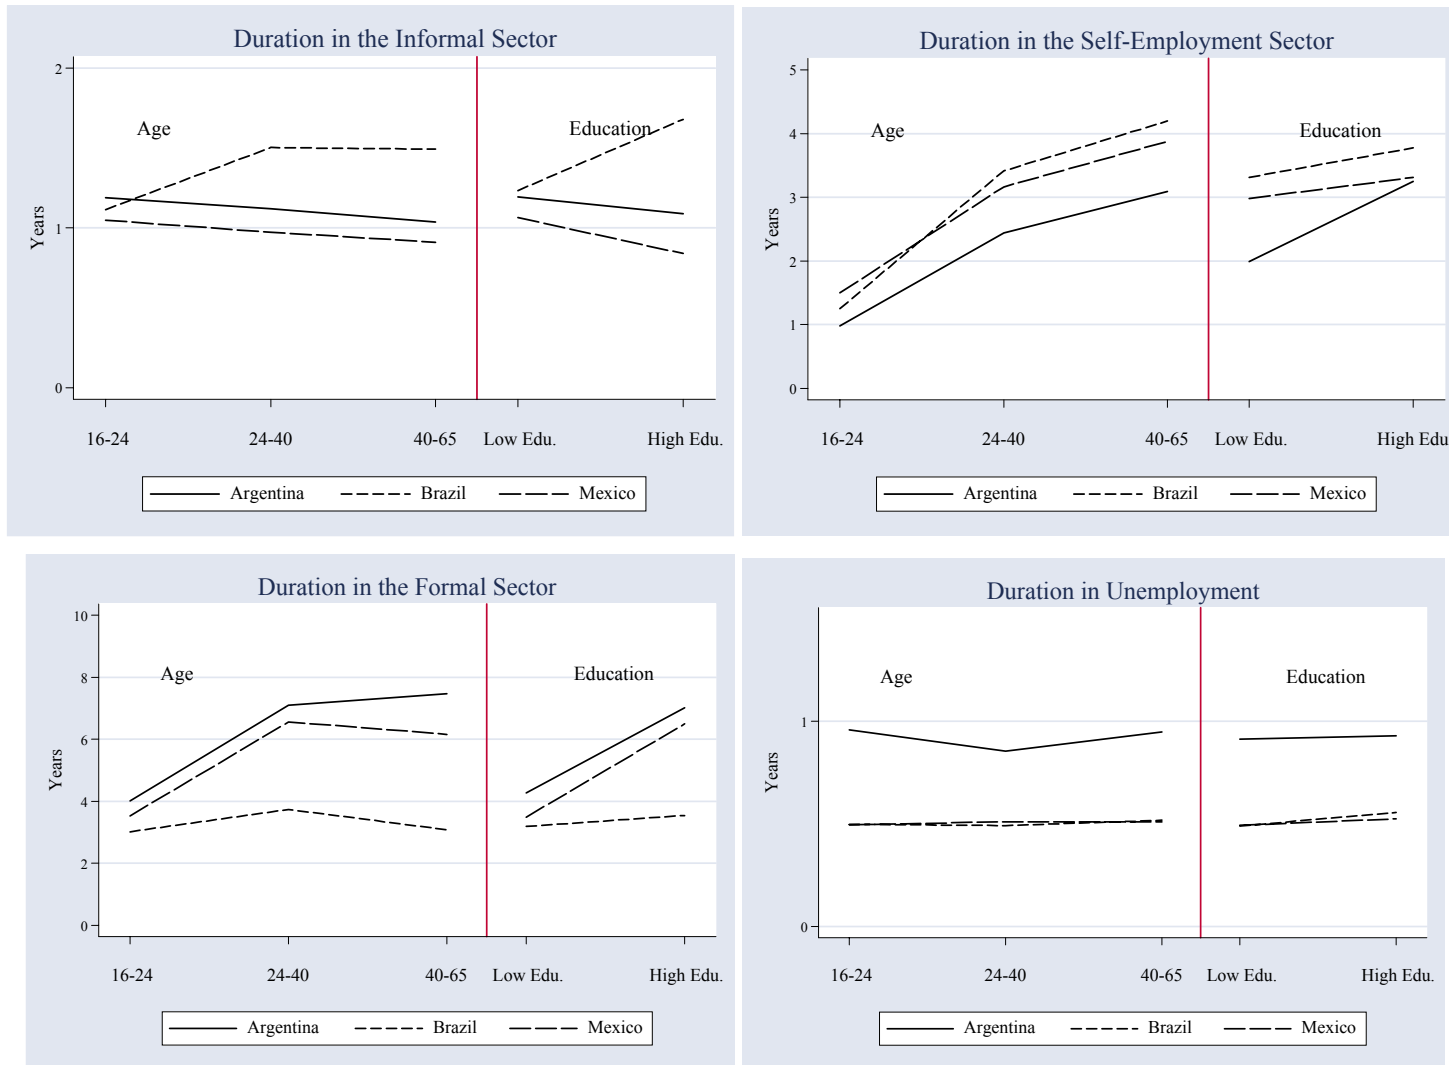 Duration in the Informal Sector
2
Age
Education
Years
1
0
16-24 24-40 40-65 Low Edu. High Edu.
Argentina Brazil Mexico
Duration in the Self-Employment Sector
5
4
Age
Education
3
Years
2
1
0
16-24 24-40 40-65 Low Edu. High Edu
Argentina Brazil Mexico
Duration in the Formal Sector
10
8
Age
Education
6
Years
4
2
0
16-24 24-40 40-65 Low Edu. High Edu.
Argentina Brazil Mexico
Duration in Unemployment
Age
Education
1
Years
0
16-24 24-40 40-65 Low Edu. High Edu.
Argentina Brazil Mexico